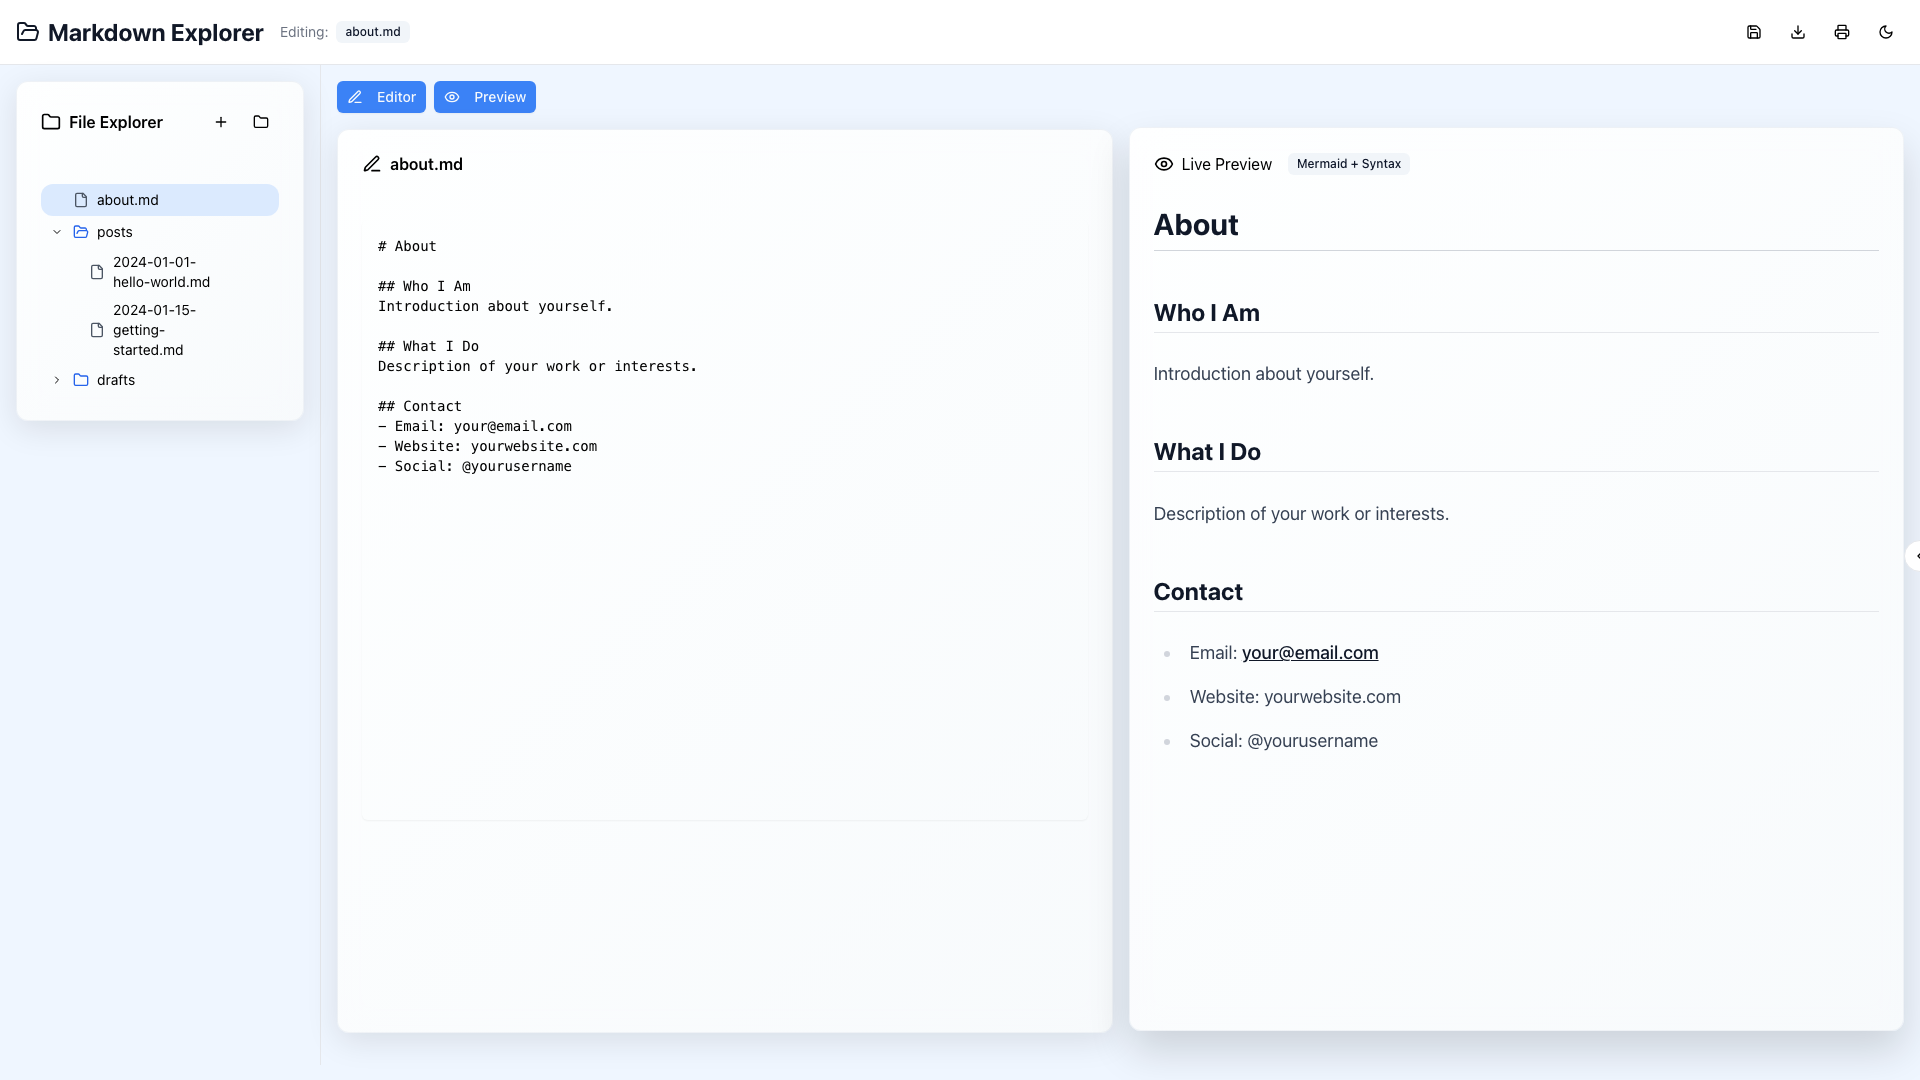 Markdown Explorer
Editing: about.md
File Explorer
about.md
posts
2024-01-01-
hello-world.md
2024-01-15-
getting-
started.md
drafts
Editor
Preview
about.md
# About
## Who I Am
Introduction about yourself.
## What I Do
Description of your work or interests.
## Contact
- Email: your@email.com
- Website: yourwebsite.com
- Social: @yourusername
Live Preview
Mermaid + Syntax
About
Who I Am
Introduction about yourself.
What I Do
Description of your work or interests.
Contact
Email: your@email.com
Website: yourwebsite.com
Social: @yourusername